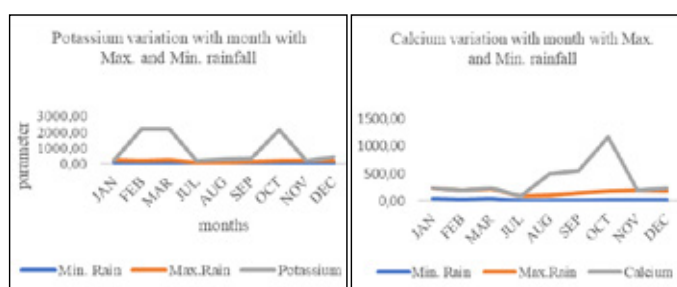 Potassium variation with month with
Max. and Min. rainfall
parameter
3000,00
2000,00
1000,00
0,00
JAN
FEB
MAR
JUL
AUG
SEP
OCT
NOV
DEC
months
Min. Rain
Max.Rain
Potassium
Calcium variation with month with Max.
and Min. rainfall
1500,00
1000,00
500,00
0,00
JAN
FEB
MAR
JUL
AUG
SEP
OCT
NOV
DEC
Min. Rain
Max.Rain
Calcium